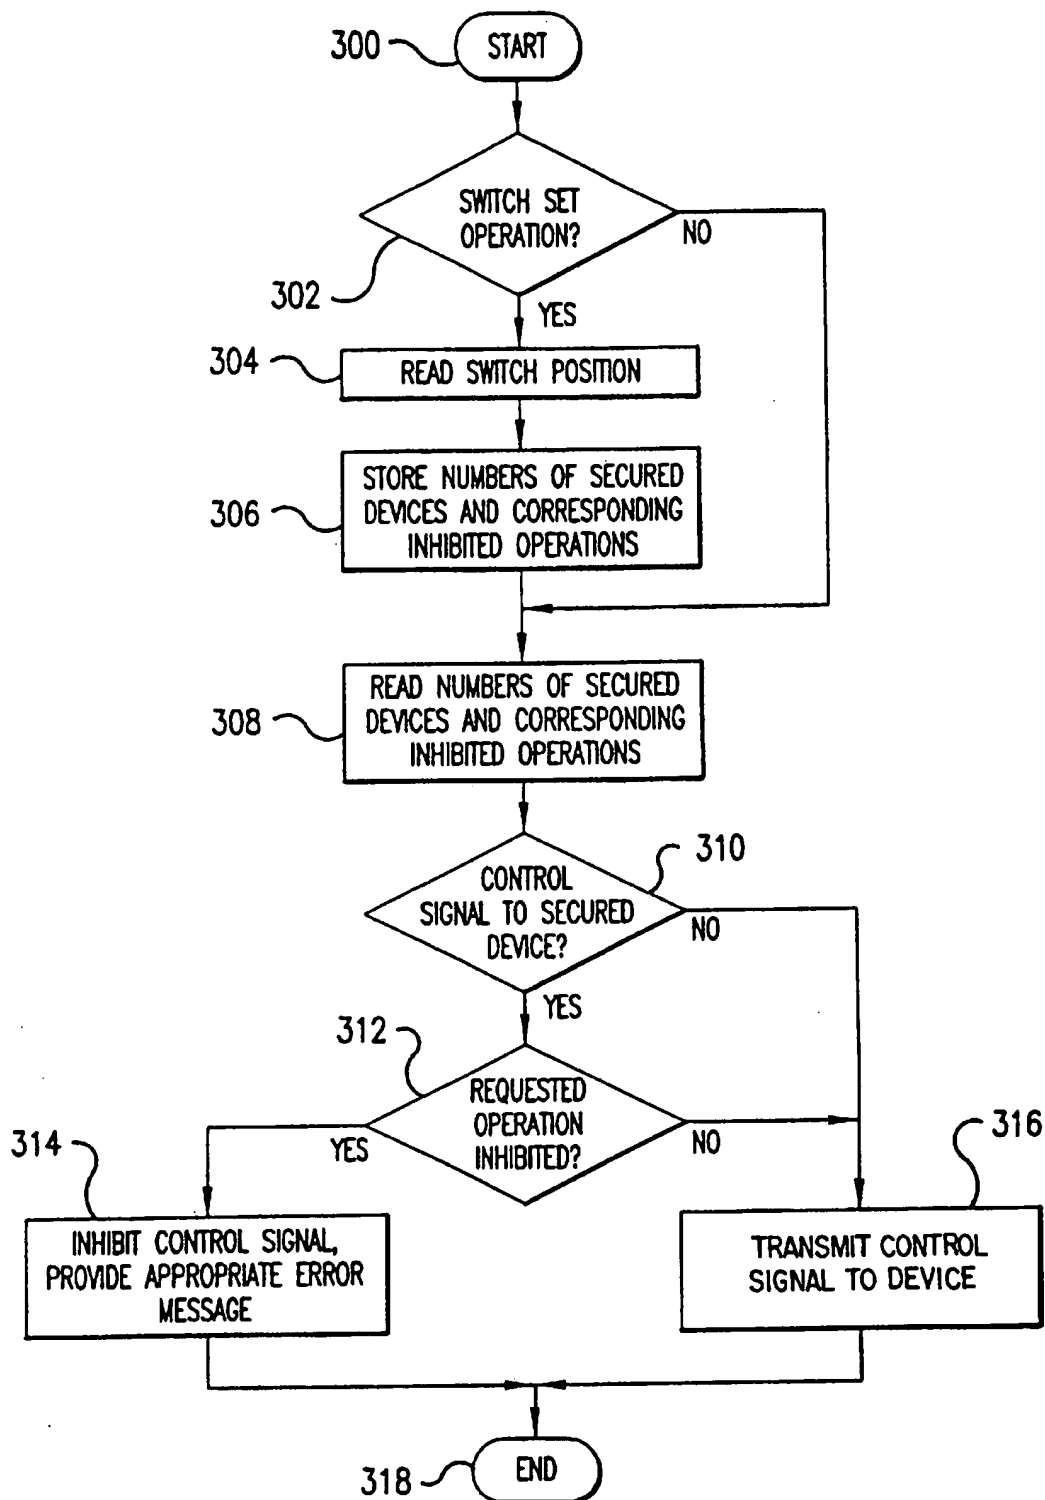 300
START
SWITCH SET
OPERATION?
NO
302
YES
304
READ SWITCH POSITION
306
STORE NUMBERS OF SECURED
DEVICES AND CORRESPONDING
INHIBITED OPERATIONS
308
READ NUMBERS OF SECURED
DEVICES AND CORRESPONDING
INHIBITED OPERATIONS
310
CONTROL
SIGNAL TO SECURED
DEVICE?
NO
YES
312
REQUESTED
OPERATION
INHIBITED?
YES
NO
314
INHIBIT CONTROL SIGNAL,
PROVIDE APPROPRIATE ERROR
MESSAGE
316
TRANSMIT CONTROL
SIGNAL TO DEVICE
318
END